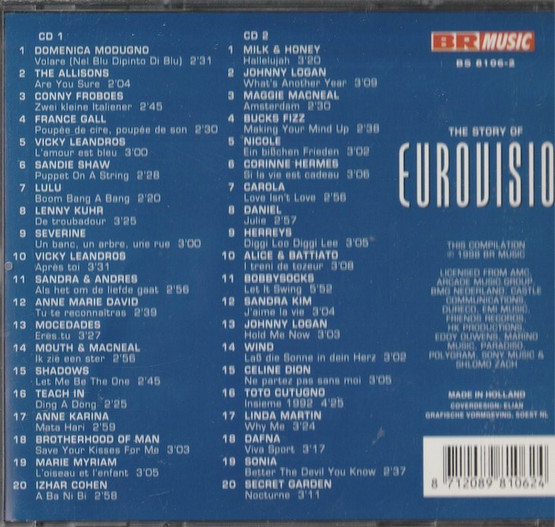 CD 1
1 DOMENICA MODUGNO
Volare (Nel Blu Dipinto Di Blu) 2'31
2 THE ALLISONS
Are You Sure 2'04
3 CONNY FROBOES
Zwei kleine Italiener 2'45
4 FRANCE GALL
Poupée de cire, poupée de son 2'30
5 VICKY LEANDROS
L'amour est bleu 3'00
6 SANDIE SHAW
Puppet On A String 2'28
7 LULU
Boom Bang A Bang 2'20
8 LENNY KUHR
De troubadour 3'25
9 SEVERINE
Un banc, un arbre, une rue 3'00
10 VICKY LEANDROS
Après toi 3'31
11 SANDRA & ANDRES
Als het om de liefde gaat 2'56
12 ANNE MARIE DAVID
Tu te reconnaîtras 2'39
13 MOCEDADES
Eres tu 3'27
14 MOUTH & MACNEAL
Ik zië een ster 2'56
15 SHADOWS
Let Me Be The One 2'45
16 TEACH IN
Ding A Dong 2'25
17 ANNE KARINA
Mata Hari 2'59
18 BROTHERHOOD OF MAN
Save Your Kisses For Me 3'03
19 MARIE MYRIAM
L'oiseau et l'enfant 3'05
20 IZHAR COHEN
A Ba Ni Bi 2'58
CD 2
1 MILK & HONEY
Hallelujah 3'20
2 JOHNNY LOGAN
What's Another Year 3'09
3 MAGGIE MACNEAL
Amsterdam 2'30
4 BUCKS FIZZ
Making Your Mind Up 2'38
5 NICOLE
Ein bißchen Frieden 3'02
6 CORINNE HERMES
Si la vie est cadeau 3'06
7 CAROLA
Love Isn't Love 2'56
8 DANIEL
Julie 2'57
9 HERREYS
Diggi Loo Diggi Lee 3'05
10 ALICE & BATTIATO
I treni de tozeur 3'08
11 BOBBYSOCKS
Let It Swing 5'52
12 SANDRA KIM
J'aime la vie 3'04
13 JOHNNY LOGAN
Hold Me Now 3'03
14 WIND
Laß die Sonne in dein Herz 3'02
15 CELINE DION
Ne partez pas sans moi 3'05
16 TOTO CUTUGNO
Insieme 1992 4'25
17 LINDA MARTIN
Why Me 3'24
18 DAFNA
Viva Sport 3'17
19 SONIA
Better The Devil You Know 2'37
20 SECRET GARDEN
Nocturne 3'11
BR MUSIC
BS 8106-2
THE STORY OF
EUROVISIO
THIS COMPILATION
℗ 1998 BR MUSIC
LICENSED FROM AMC,
ARCADE MUSIC GROUP,
BMG NEDERLAND, CASTLE
COMMUNICATIONS,
DURECO, EMI MUSIC,
FRIENDS RECORDS,
HK PRODUCTIONS,
EDDY OUWENS, MARINO
MUSIC, PARADISO,
POLYGRAM, SONY MUSIC &
SHLOMO ZACH
MADE IN HOLLAND
COVERDESIGN: ELIAN
GRAFISCHE VORMGEVING, SOEST NL
8 712089 810624